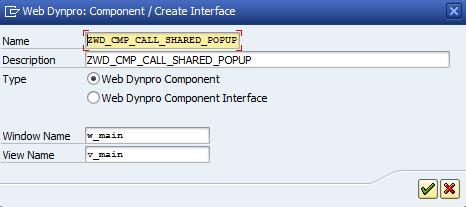 Web Dynpro: Component / Create Interface
Name ZWD_CMP_CALL_SHARED_POPUP
Description ZWD_CMP_CALL_SHARED_POPUP
Type Web Dynpro Component
Web Dynpro Component Interface
Window Name w_main
View Name v_main